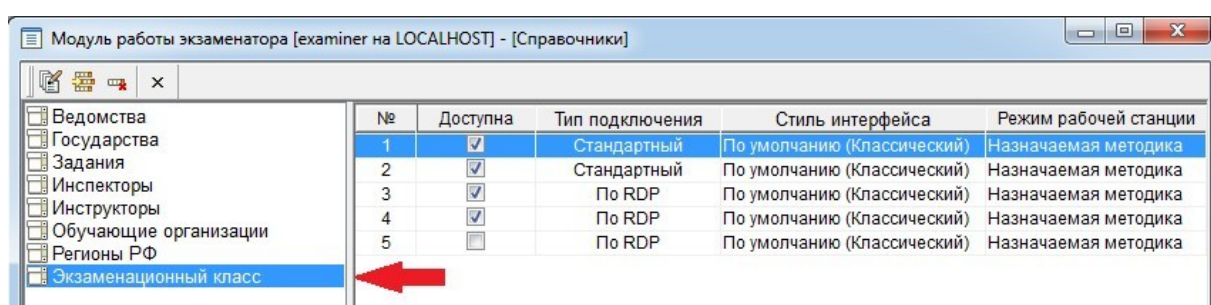 Модуль работы экзаменатора [examiner на LOCALHOST] - [Справочники]
Ведомства
Государства
Задания
Инспекторы
Инструкторы
Обучающие организации
Регионы РФ
Экзаменационный класс
№ Доступна Тип подключения Стиль интерфейса Режим рабочей станции
1 Стандартный По умолчанию (Классический) Назначаемая методика
2 Стандартный По умолчанию (Классический) Назначаемая методика
3 По RDP По умолчанию (Классический) Назначаемая методика
4 По RDP По умолчанию (Классический) Назначаемая методика
5 По RDP По умолчанию (Классический) Назначаемая методика